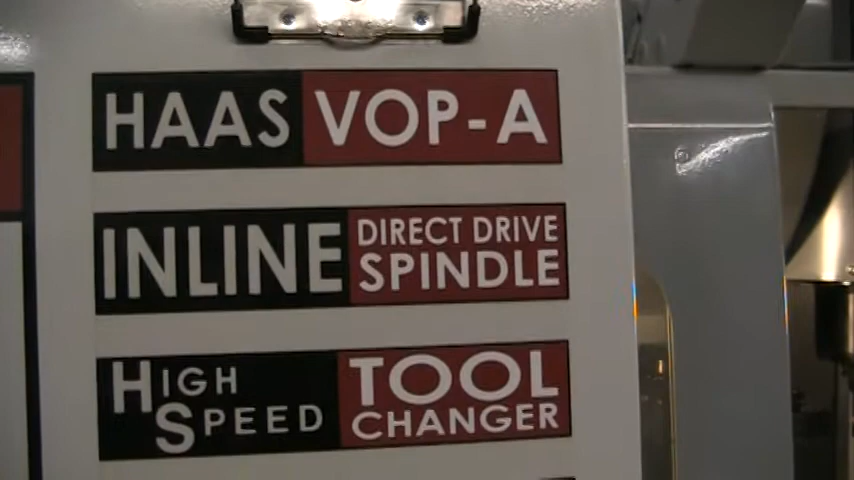 HAAS VOP-A
INLINE DIRECT DRIVE SPINDLE
HIGH SPEED TOOL CHANGER